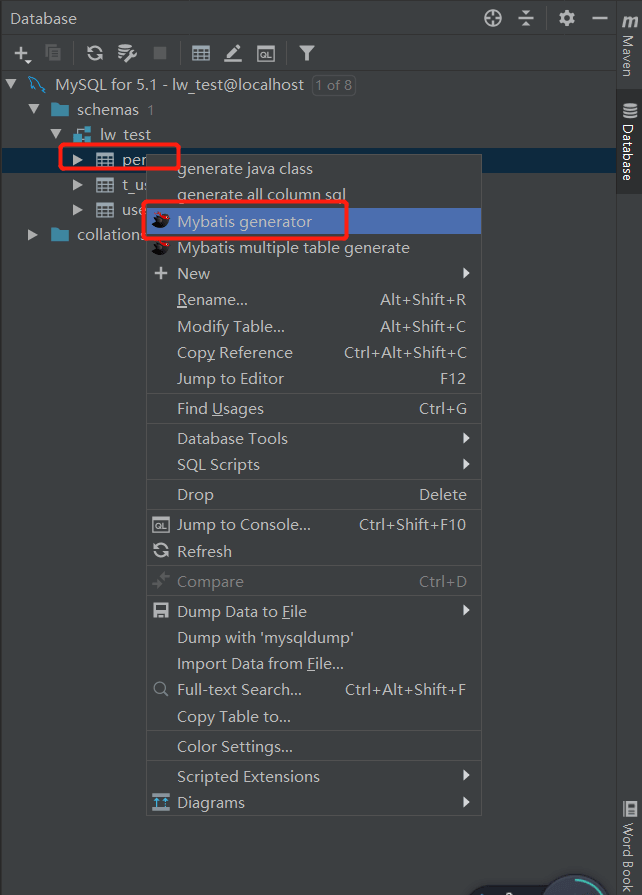 Database
MySQL for 5.1 - lw_test@localhost 1 of 8
schemas 1
lw_test
per
t_us
use
collations
generate java class
generate all column sql
Mybatis generator
Mybatis multiple table generate
New
Rename... Alt+Shift+R
Modify Table... Alt+Shift+C
Copy Reference Ctrl+Alt+Shift+C
Jump to Editor F12
Find Usages Ctrl+G
Database Tools
SQL Scripts
Drop Delete
Jump to Console... Ctrl+Shift+F10
Refresh
Compare Ctrl+D
Dump Data to File
Dump with 'mysqldump'
Import Data from File...
Full-text Search... Ctrl+Alt+Shift+F
Copy Table to...
Color Settings...
Scripted Extensions
Diagrams
Maven
Database
Word Book